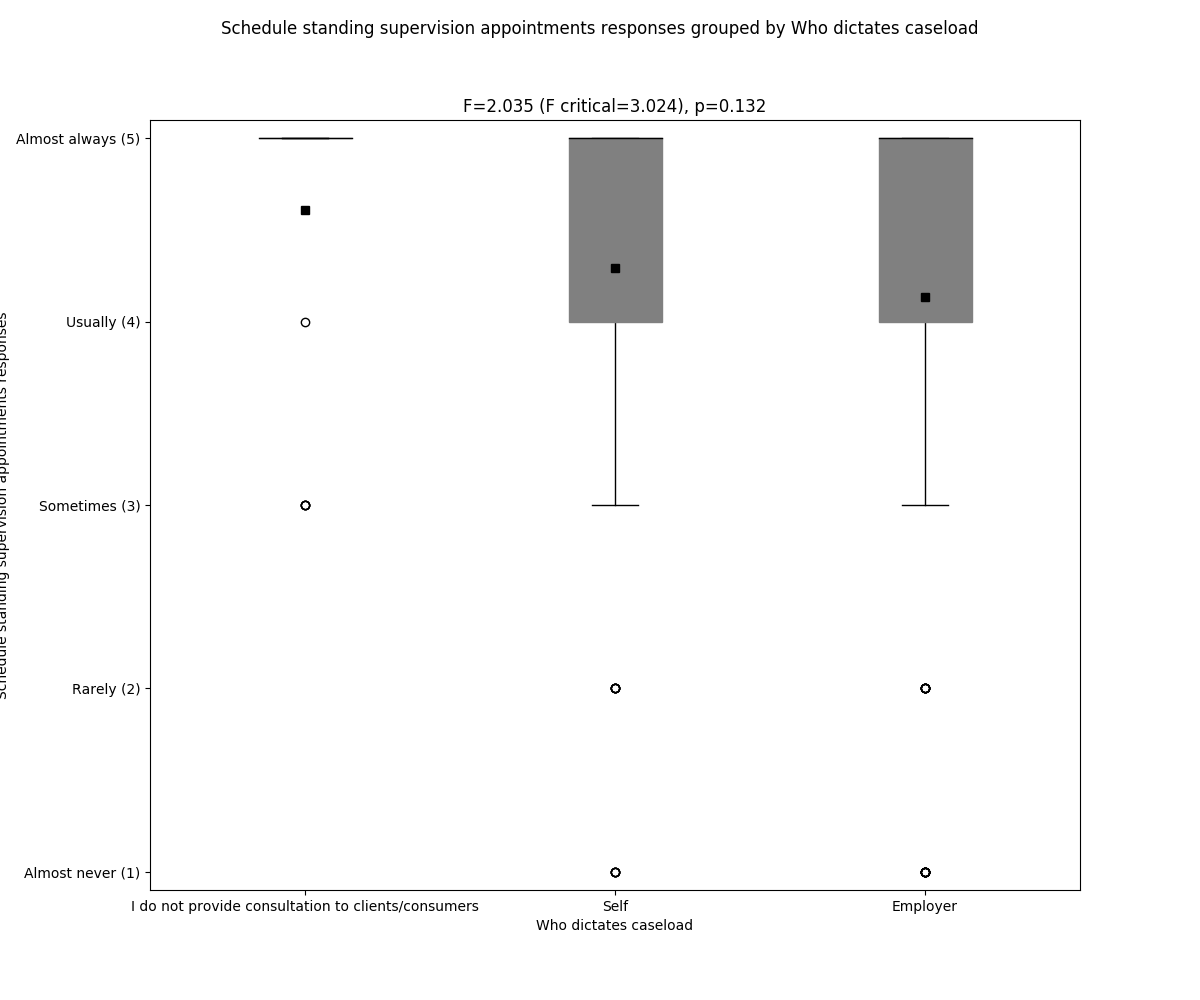 Schedule standing supervision appointments responses grouped by Who dictates caseload
F=2.035 (F critical=3.024), p=0.132
Schedule standing supervision appointments responses
Almost always (5)
Usually (4)
Sometimes (3)
Rarely (2)
Almost never (1)
I do not provide consultation to clients/consumers
Self
Employer
Who dictates caseload